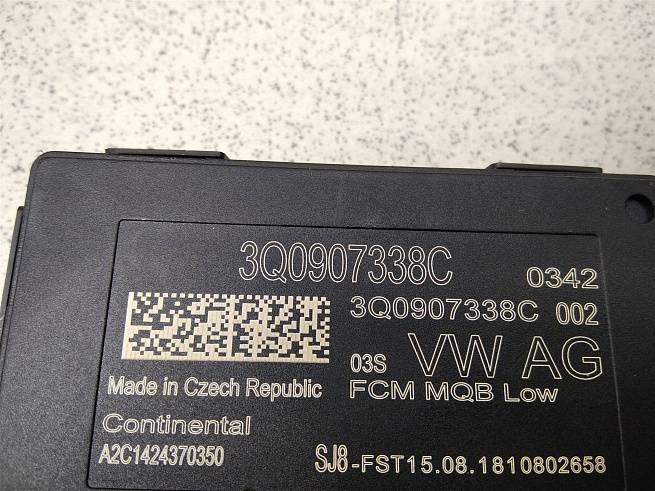 3Q0907338C
0342
3Q0907338C 002
03S VW AG
Made in Czech Republic
FCM MQB Low
Continental
A2C1424370350
SJ8-FST15.08.1810802658